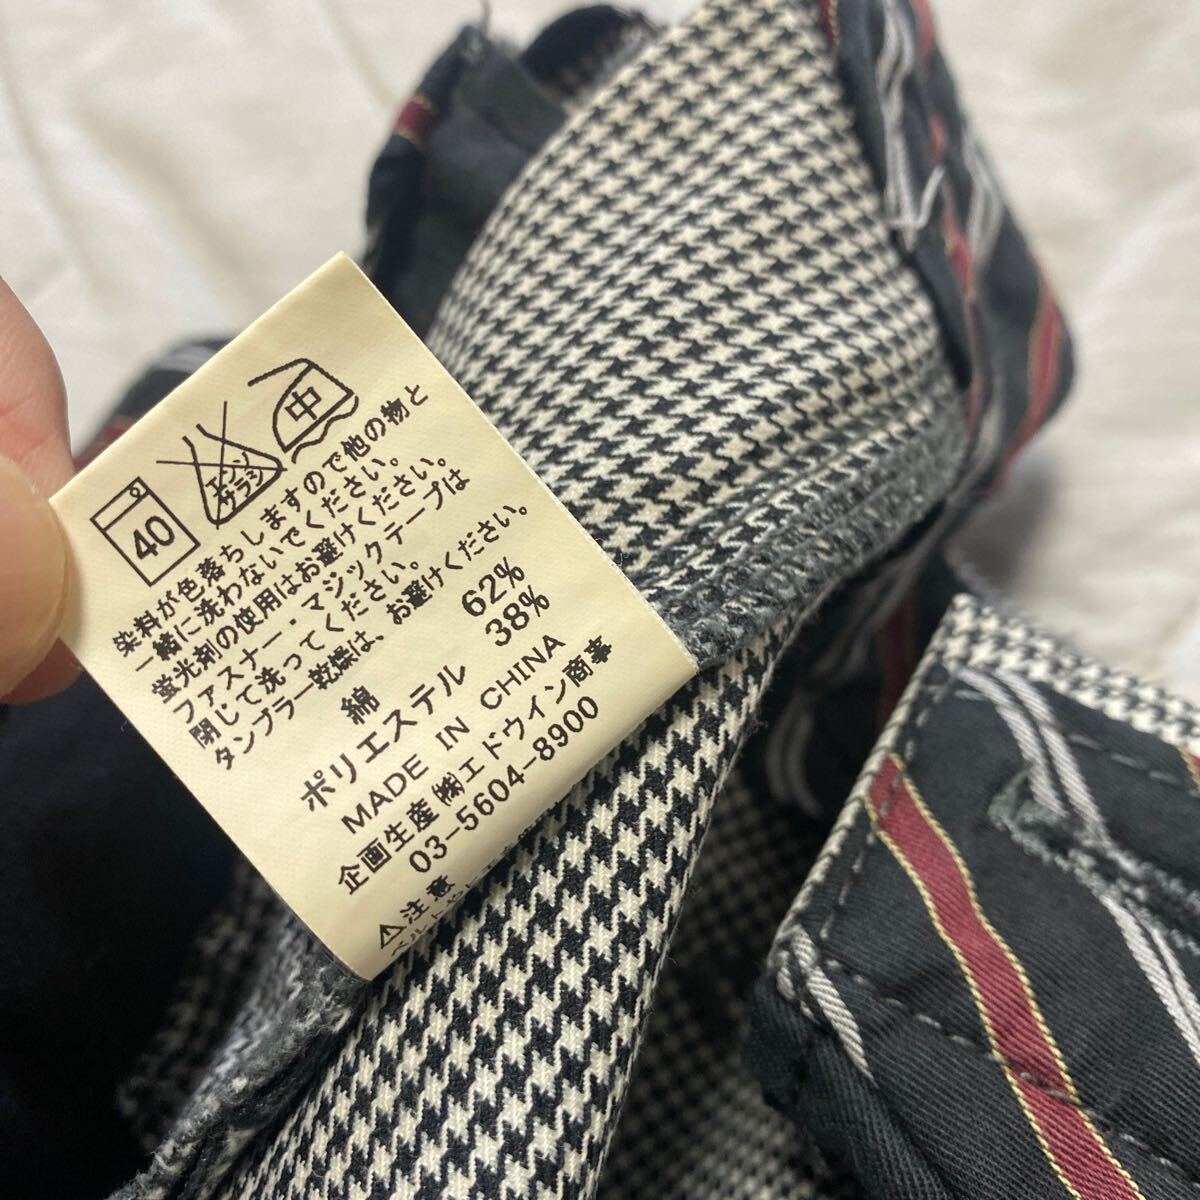 40
エンソ
サラシ
中
染料が色落ちしますので他の物と
一緒に洗わないでください。
蛍光剤の使用はお避けください。
ファスナー・マジックテープは
閉じて洗ってください。
タンブラー乾燥は、お避けください。
綿 62%
ポリエステル 38%
MADE IN CHINA
企画生産 ㈱エドウイン商事
03-5604-8900
⚠注意